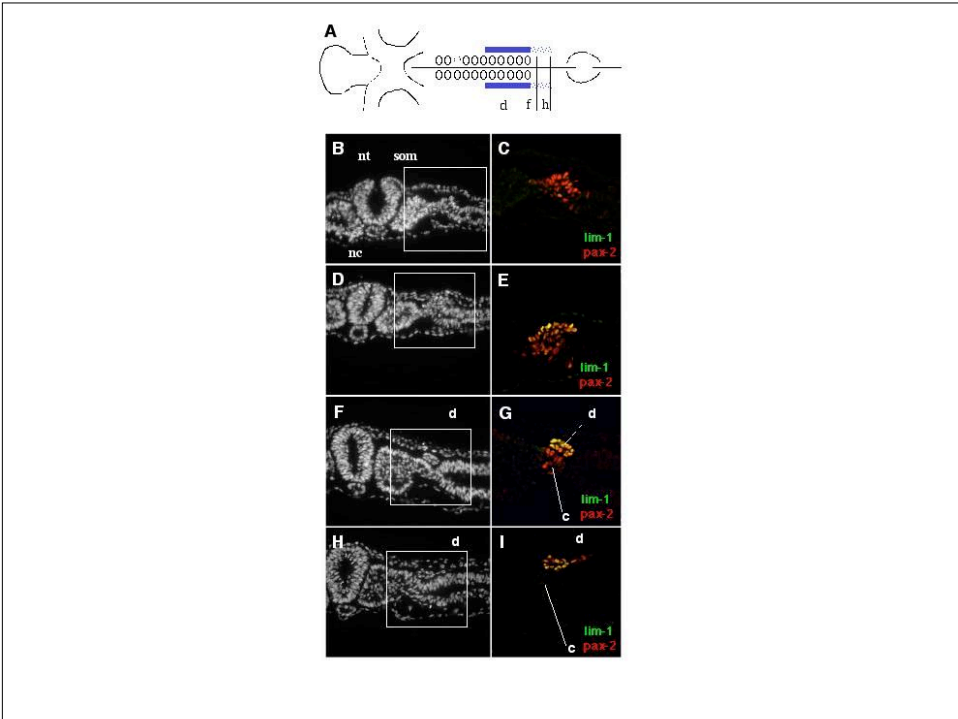 A
d f h
B nt som
nc
C
lim-1
pax-2
D
E
lim-1
pax-2
F d
G d
c lim-1
pax-2
H d
I d
lim-1
c pax-2